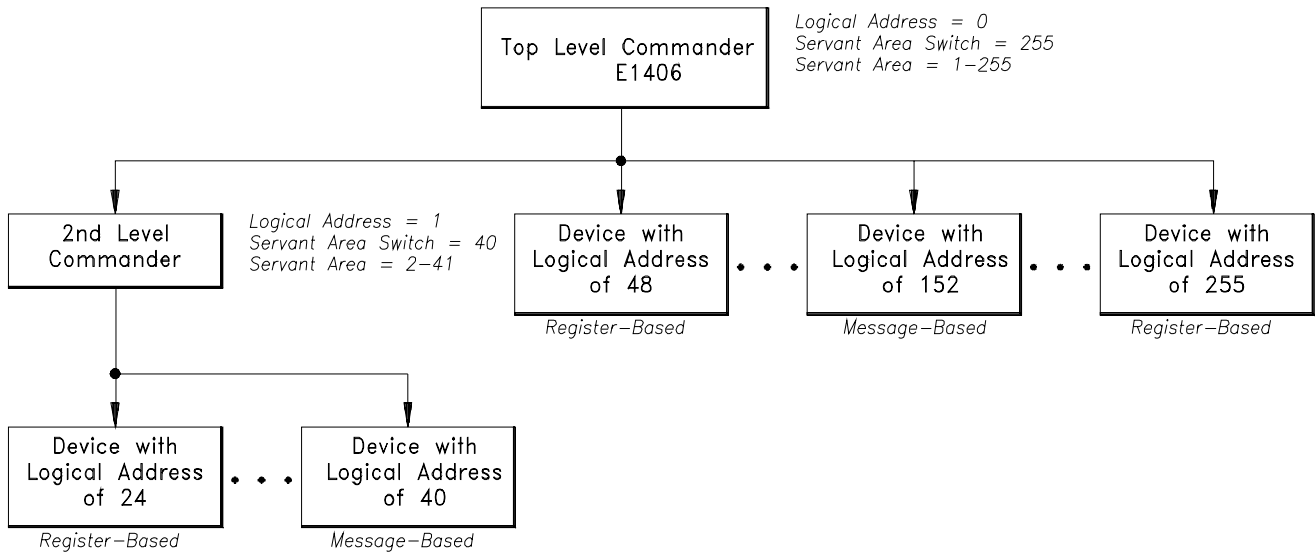 Top Level Commander
E1406
Logical Address = 0
Servant Area Switch = 255
Servant Area = 1-255
2nd Level
Commander
Logical Address = 1
Servant Area Switch = 40
Servant Area = 2-41
Device with
Logical Address
of 48
Register-Based
Device with
Logical Address
of 152
Message-Based
Device with
Logical Address
of 255
Register-Based
Device with
Logical Address
of 24
Register-Based
Device with
Logical Address
of 40
Message-Based